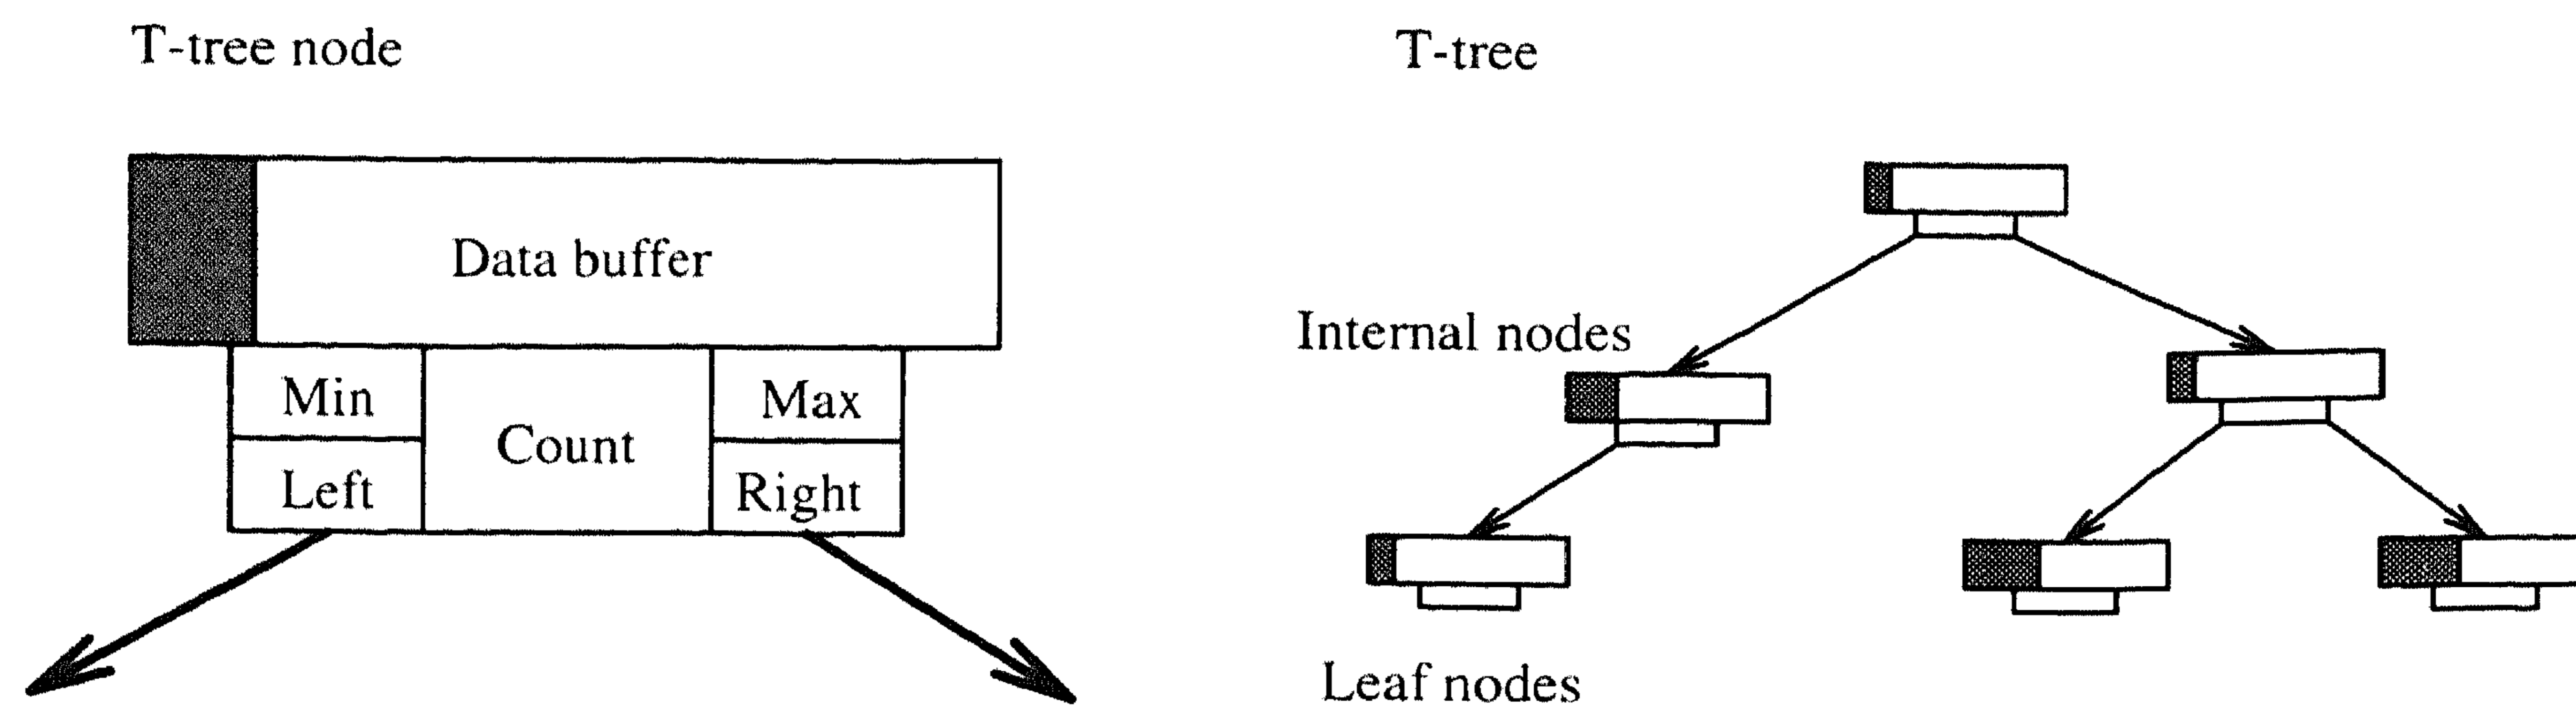 T-tree node
Data buffer
Min
Count
Max
Left
Right
T-tree
Internal nodes
Leaf nodes